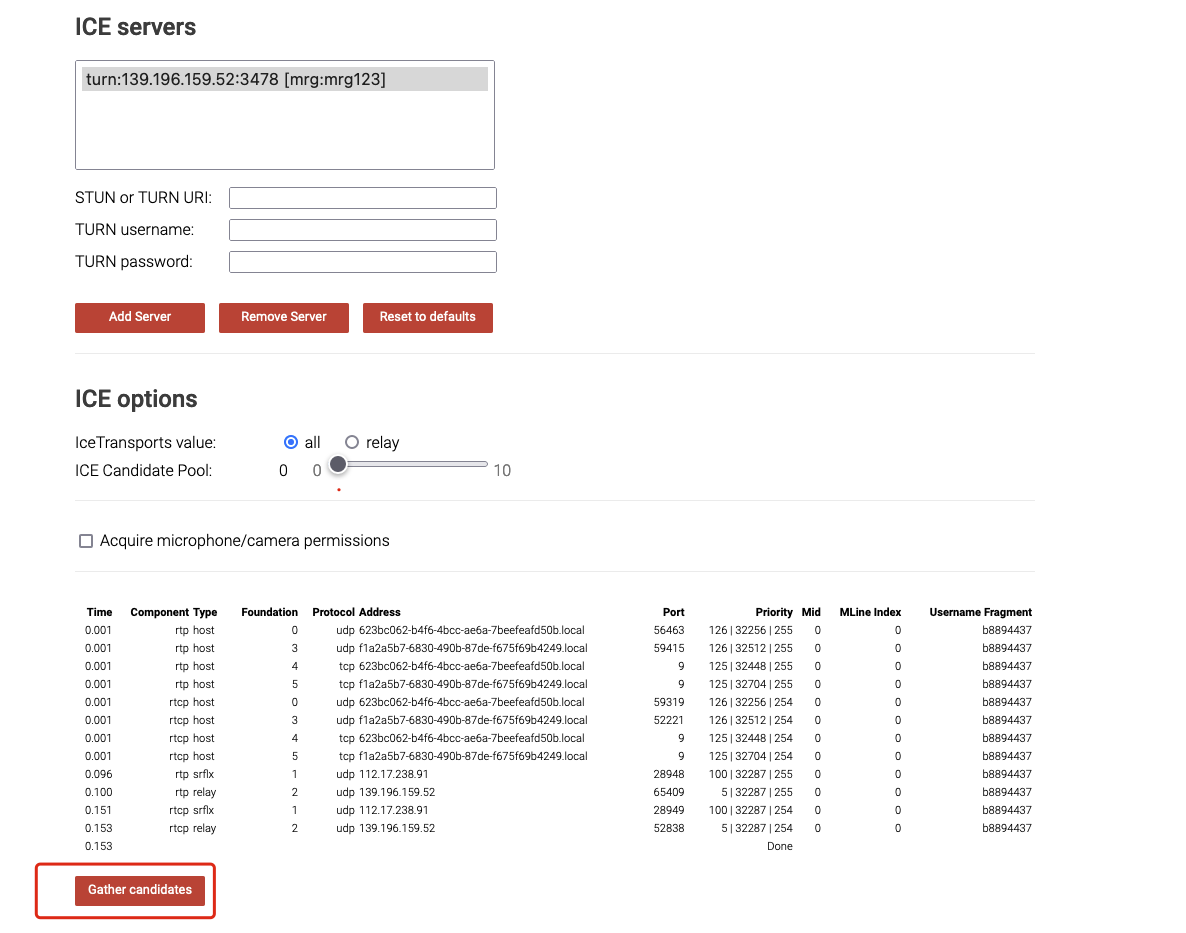 ICE servers
turn:139.196.159.52:3478 [mrg:mrg123]
STUN or TURN URI:
TURN username:
TURN password:
Add Server Remove Server Reset to defaults
ICE options
IceTransports value: all relay
ICE Candidate Pool: 0 0 10
Acquire microphone/camera permissions
Time Component Type Foundation Protocol Address Port Priority Mid MLine Index Username Fragment
0.001 rtp host 0 udp 623bc062-b4f6-4bcc-ae6a-7beefeafd50b.local 56463 126 | 32256 | 255 0 0 b8894437
0.001 rtp host 3 udp f1a2a5b7-6830-490b-87de-f675f69b4249.local 59415 126 | 32512 | 255 0 0 b8894437
0.001 rtp host 4 tcp 623bc062-b4f6-4bcc-ae6a-7beefeafd50b.local 9 125 | 32448 | 255 0 0 b8894437
0.001 rtp host 5 tcp f1a2a5b7-6830-490b-87de-f675f69b4249.local 9 125 | 32704 | 255 0 0 b8894437
0.001 rtcp host 0 udp 623bc062-b4f6-4bcc-ae6a-7beefeafd50b.local 59319 126 | 32256 | 254 0 0 b8894437
0.001 rtcp host 3 udp f1a2a5b7-6830-490b-87de-f675f69b4249.local 52221 126 | 32512 | 254 0 0 b8894437
0.001 rtcp host 4 tcp 623bc062-b4f6-4bcc-ae6a-7beefeafd50b.local 9 125 | 32448 | 254 0 0 b8894437
0.001 rtcp host 5 tcp f1a2a5b7-6830-490b-87de-f675f69b4249.local 9 125 | 32704 | 254 0 0 b8894437
0.096 rtp srflx 1 udp 112.17.238.91 28948 100 | 32287 | 255 0 0 b8894437
0.100 rtp relay 2 udp 139.196.159.52 65409 5 | 32287 | 255 0 0 b8894437
0.151 rtcp srflx 1 udp 112.17.238.91 28949 100 | 32287 | 254 0 0 b8894437
0.153 rtcp relay 2 udp 139.196.159.52 52838 5 | 32287 | 254 0 0 b8894437
0.153 Done
Gather candidates